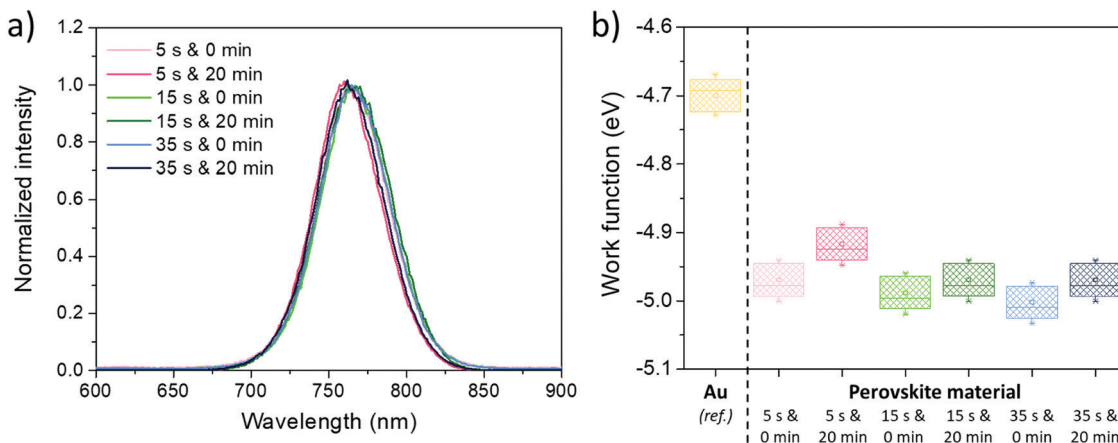 a)
Normalized intensity
1.2
1.0
0.8
0.6
0.4
0.2
0.0
5 s & 0 min
5 s & 20 min
15 s & 0 min
15 s & 20 min
35 s & 0 min
35 s & 20 min
600 650 700 750 800 850 900
Wavelength (nm)
b)
Work function (eV)
-4.6
-4.7
-4.8
-4.9
-5.0
-5.1
Au
(ref.)
Perovskite material
5 s & 0 min
5 s & 20 min
15 s & 0 min
15 s & 20 min
35 s & 0 min
35 s & 20 min